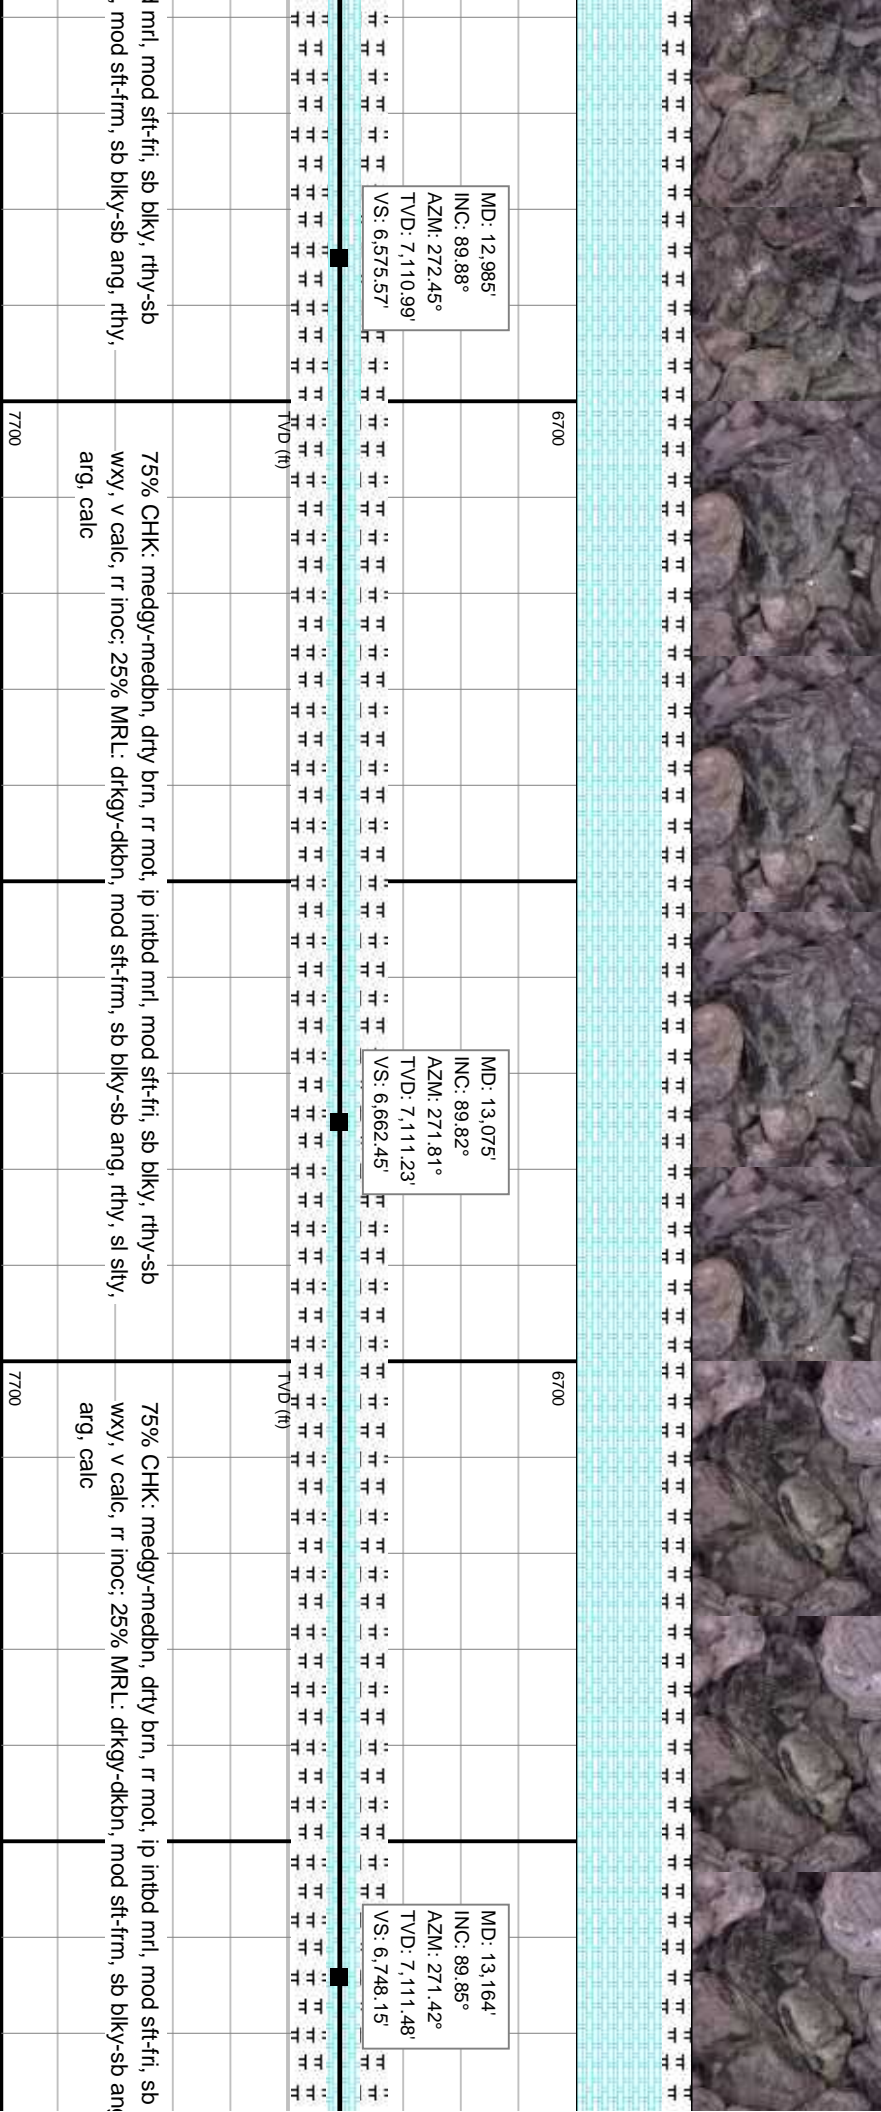 MD: 12,985'
INC: 89.88°
AZM: 272.45°
TVD: 7,110.99'
VS: 6,575.57'
mrl, mod sft-fri, sb blky, rthy-sb
, mod sft-frm, sb blky-sb ang, rthy,
6700
TVD (ft)
7700
75% CHK: medgy-medbn, drty brn, rr mot, ip intbd mrl, mod sft-fri, sb blky, rthy-sb
wxy, v calc, rr inoc; 25% MRL: drkgy-dkbn, mod sft-frm, sb blky-sb ang, rthy, sl slty,
arg, calc
MD: 13,075'
INC: 89.82°
AZM: 271.81°
TVD: 7,111.23'
VS: 6,662.45'
6700
TVD (ft)
7700
75% CHK: medgy-medbn, drty brn, rr mot, ip intbd mrl, mod sft-fri, sb
wxy, v calc, rr inoc; 25% MRL: drkgy-dkbn, mod sft-frm, sb blky-sb ang
arg, calc
MD: 13,164'
INC: 89.85°
AZM: 271.42°
TVD: 7,111.48'
VS: 6,748.15'